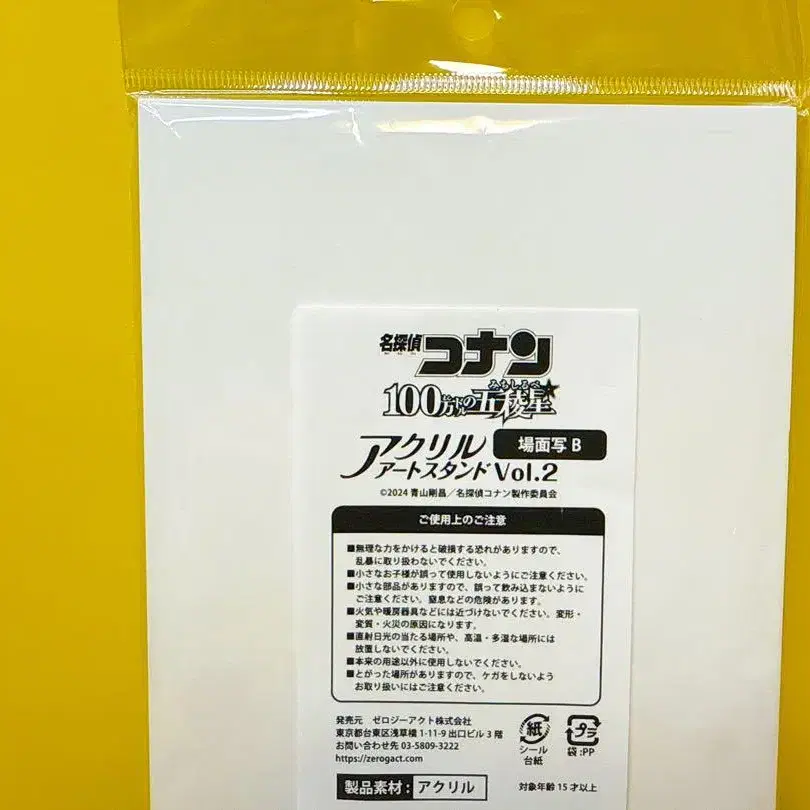 名探偵コナン
100万ドルの五稜星
みちしるべ
アクリル
アートスタンド Vol.2
場面写 B
©2024 青山剛昌／名探偵コナン製作委員会
ご使用上のご注意
■無理な力をかけると破損する恐れがありますので、
乱暴に取り扱わないでください。
■小さなお子様が誤って使用しないようにご注意ください。
■小さな部品がありますので、誤って飲み込まないように
ご注意ください。窒息などの危険があります。
■火気や暖房器具などには近づけないでください。変形・
変質・火災の原因になります。
■直射日光の当たる場所や、高温・多湿な場所には
放置しないでください。
■本来の用途以外に使用しないでください。
■とがった場所がありますので、ケガをしないよう
お取り扱いにはご注意ください。
発売元 ゼロジーアクト株式会社
東京都台東区浅草橋 1-11-9 出口ビル 3 階
お問い合わせ先 03-5809-3222
https://zerogact.com
紙
シール
台紙
プラ
袋:PP
製品素材：アクリル
対象年齢 15 才以上